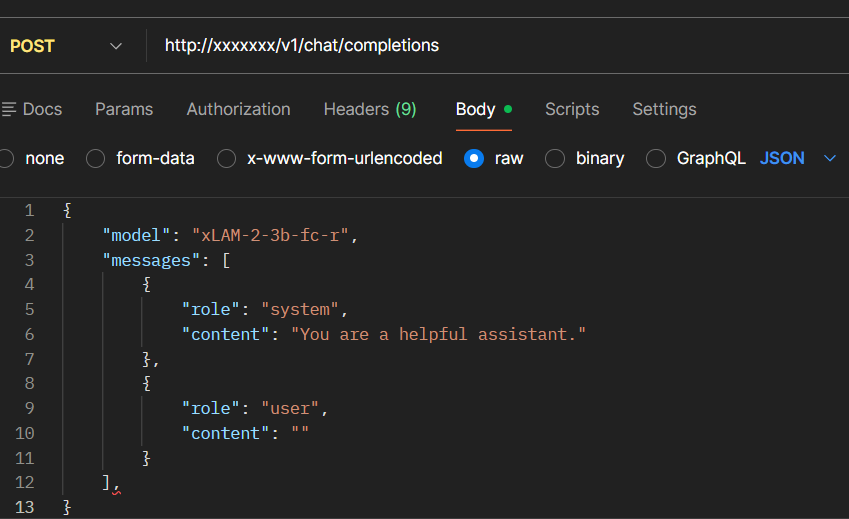 POST http://xxxxxxx/v1/chat/completions
Docs Params Authorization Headers (9) Body Scripts Settings
none form-data x-www-form-urlencoded raw binary GraphQL JSON
1 {
2 "model": "xLAM-2-3b-fc-r",
3 "messages": [
4 {
5 "role": "system",
6 "content": "You are a helpful assistant."
7 },
8 {
9 "role": "user",
10 "content": ""
11 }
12 ],
13 }